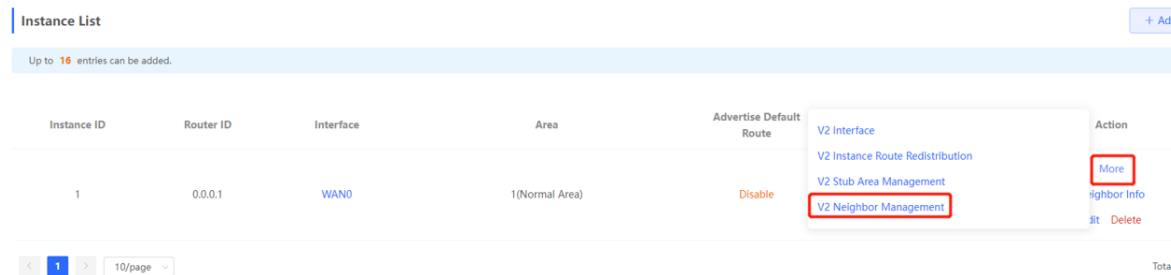 Instance List
+ Ad
Up to 16 entries can be added.
Instance ID Router ID Interface Area Advertise Default Route Action
V2 Interface
V2 Instance Route Redistribution
V2 Stub Area Management
V2 Neighbor Management
1 0.0.0.1 WAN0 1(Normal Area) Disable
More
eighbor Info
dit Delete
< 1 > 10/page
Tota